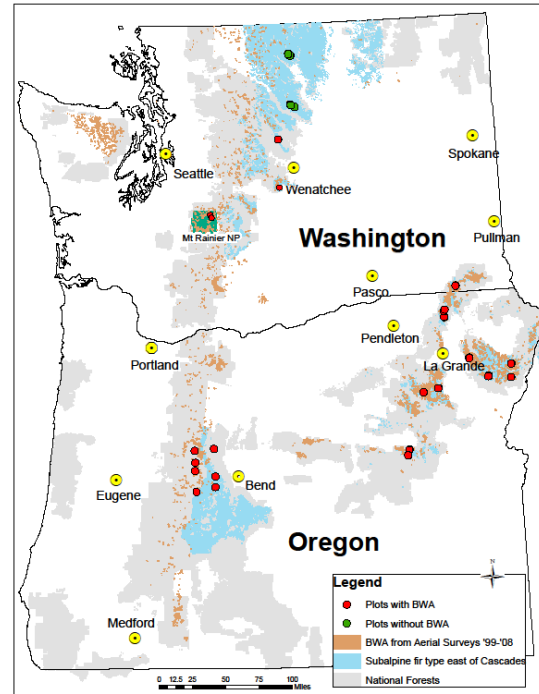 Seattle
Spokane
Wenatchee
Mt Rainier NP
Washington
Pullman
Pasco
Pendleton
Portland
La Grande
Eugene
Bend
Oregon
Medford
N
Legend
Plots with BWA
Plots without BWA
BWA from Aerial Surveys '99-'08
Subalpine fir type east of Cascades
National Forests
0 12.5 25 50 75 100
Miles